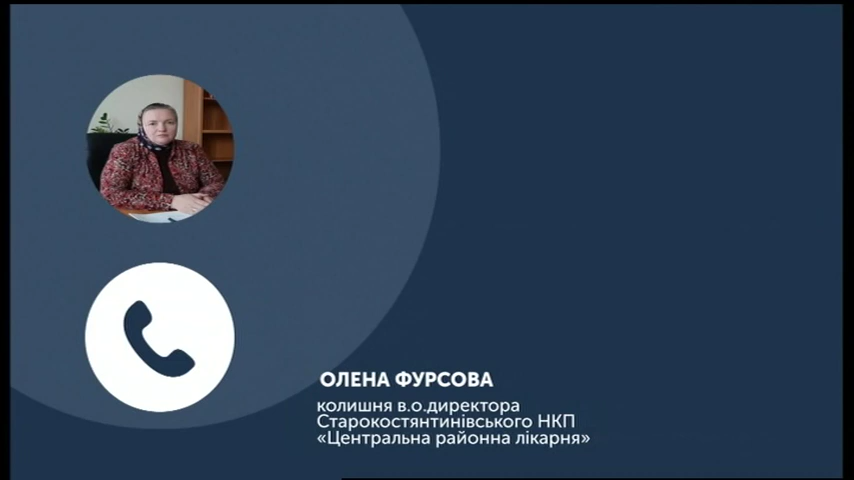 ОЛЕНА ФУРСОВА
колишня в.о.директора
Старокостянтинівського НКП
«Центральна районна лікарня»